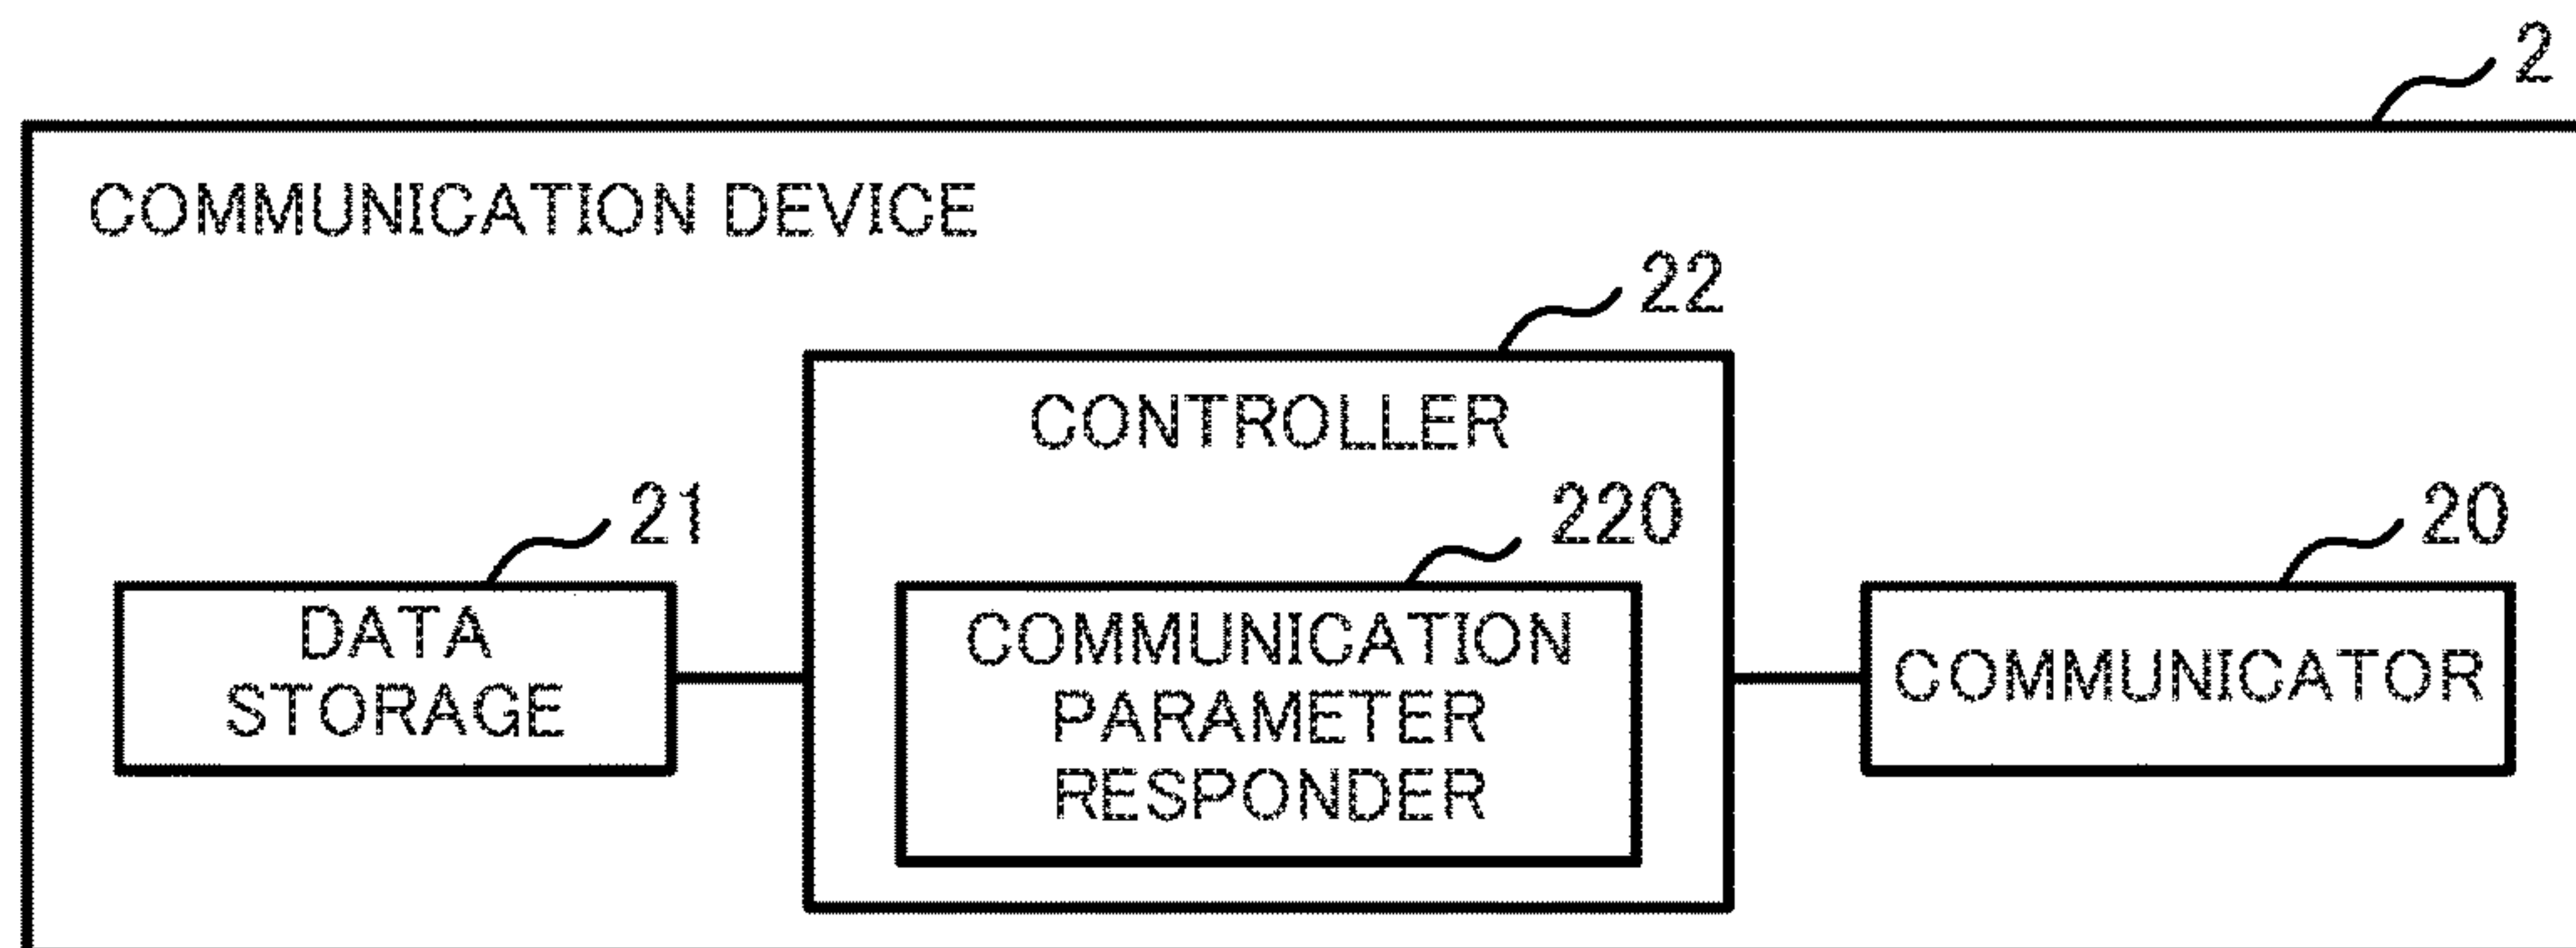 2
COMMUNICATION DEVICE
22
CONTROLLER
21
220
20
DATA
STORAGE
COMMUNICATION
PARAMETER
RESPONDER
COMMUNICATOR